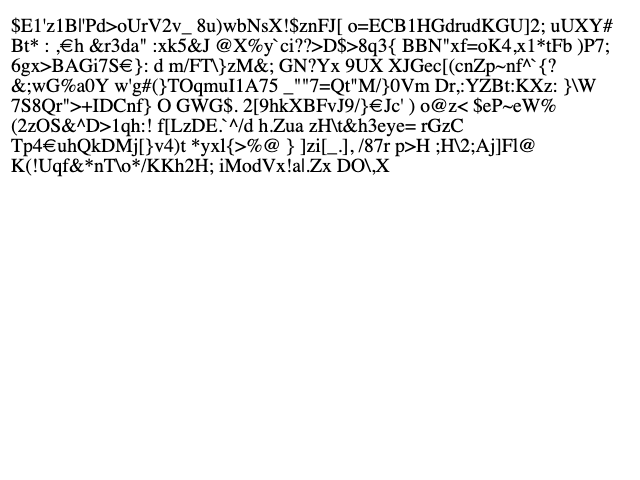 $E1'z1B|'Pd>oUrV2v_ 8u)wbNsX!$znFJ[ o=ECB1HGdrudKGU]2; uUXY#
Bt* : ,€h &r3da" :xk5&J @X%y`ci??>D$>8q3{ BBN"xf=oK4,x1*tFb )P7;
6gx>BAGi7S€}: d m/FT\}zM&; GN?Yx 9UX XJGec[(cnZp~nf^`{?
&;wG%a0Y w'g#(}TOqmuI1A75 _""7=Qt"M/}0Vm Dr,:YZBt:KXz: }\W
7S8Qr">+IDCnf} O GWG$. 2[9hkXBFvJ9/}€Jc' ) o@z< $eP~eW%
(2zOS&^D>1qh:! f[LzDE.`^/d h.Zua zH\t&h3eye= rGzC
Tp4€uhQkDMj[}v4)t *yxl{>%@ } ]zi[_.], /87r p>H ;H\2;Aj]Fl@
K(!Uqf&*nT\o*/KKh2H; iModVx!a|.Zx DO\,X